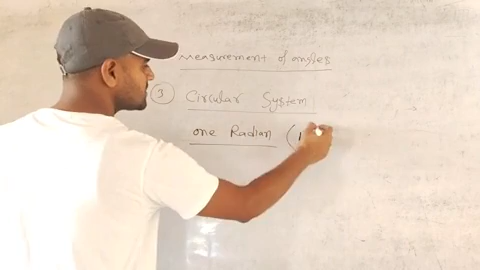 Measurement of angles
3 Circular System
one Radian (1